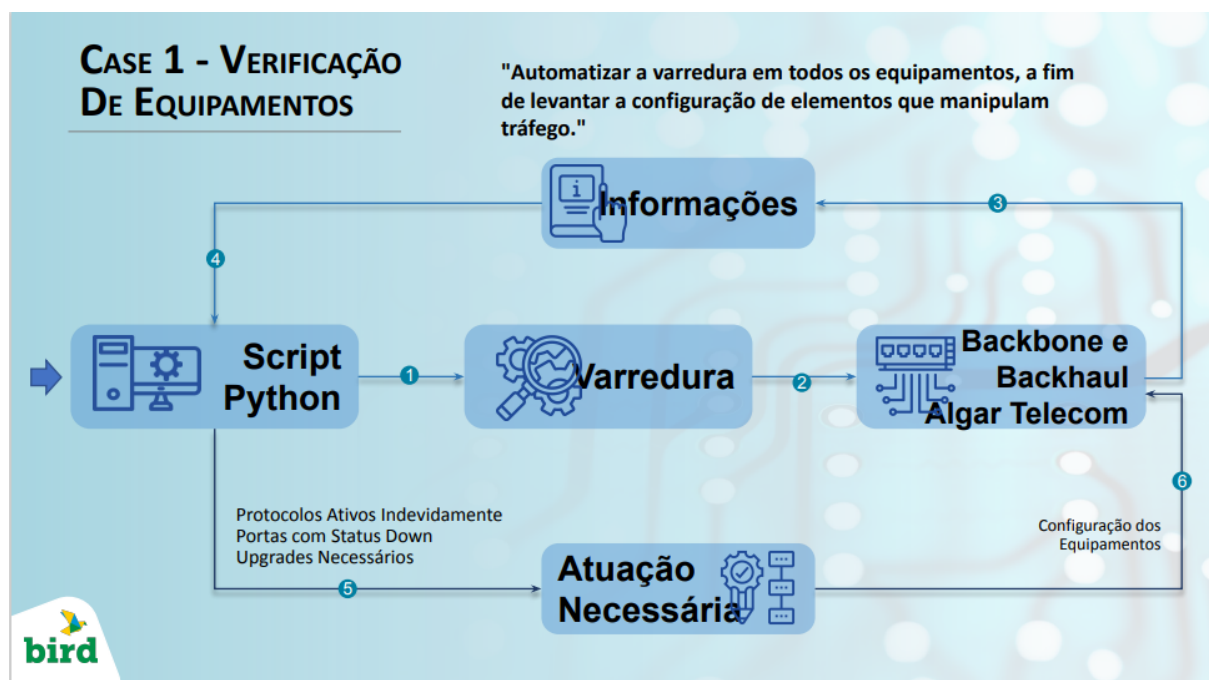 CASE 1 - VERIFICAÇÃO
DE EQUIPAMENTOS
"Automatizar a varredura em todos os equipamentos, a fim
de levantar a configuração de elementos que manipulam
tráfego."
i
Informações
3
4
Script
Python
1
Varredura
2
Backbone e
Backhaul
Algar Telecom
6
Protocolos Ativos Indevidamente
Portas com Status Down
Upgrades Necessários
Configuração dos
Equipamentos
5
Atuação
Necessária
bird